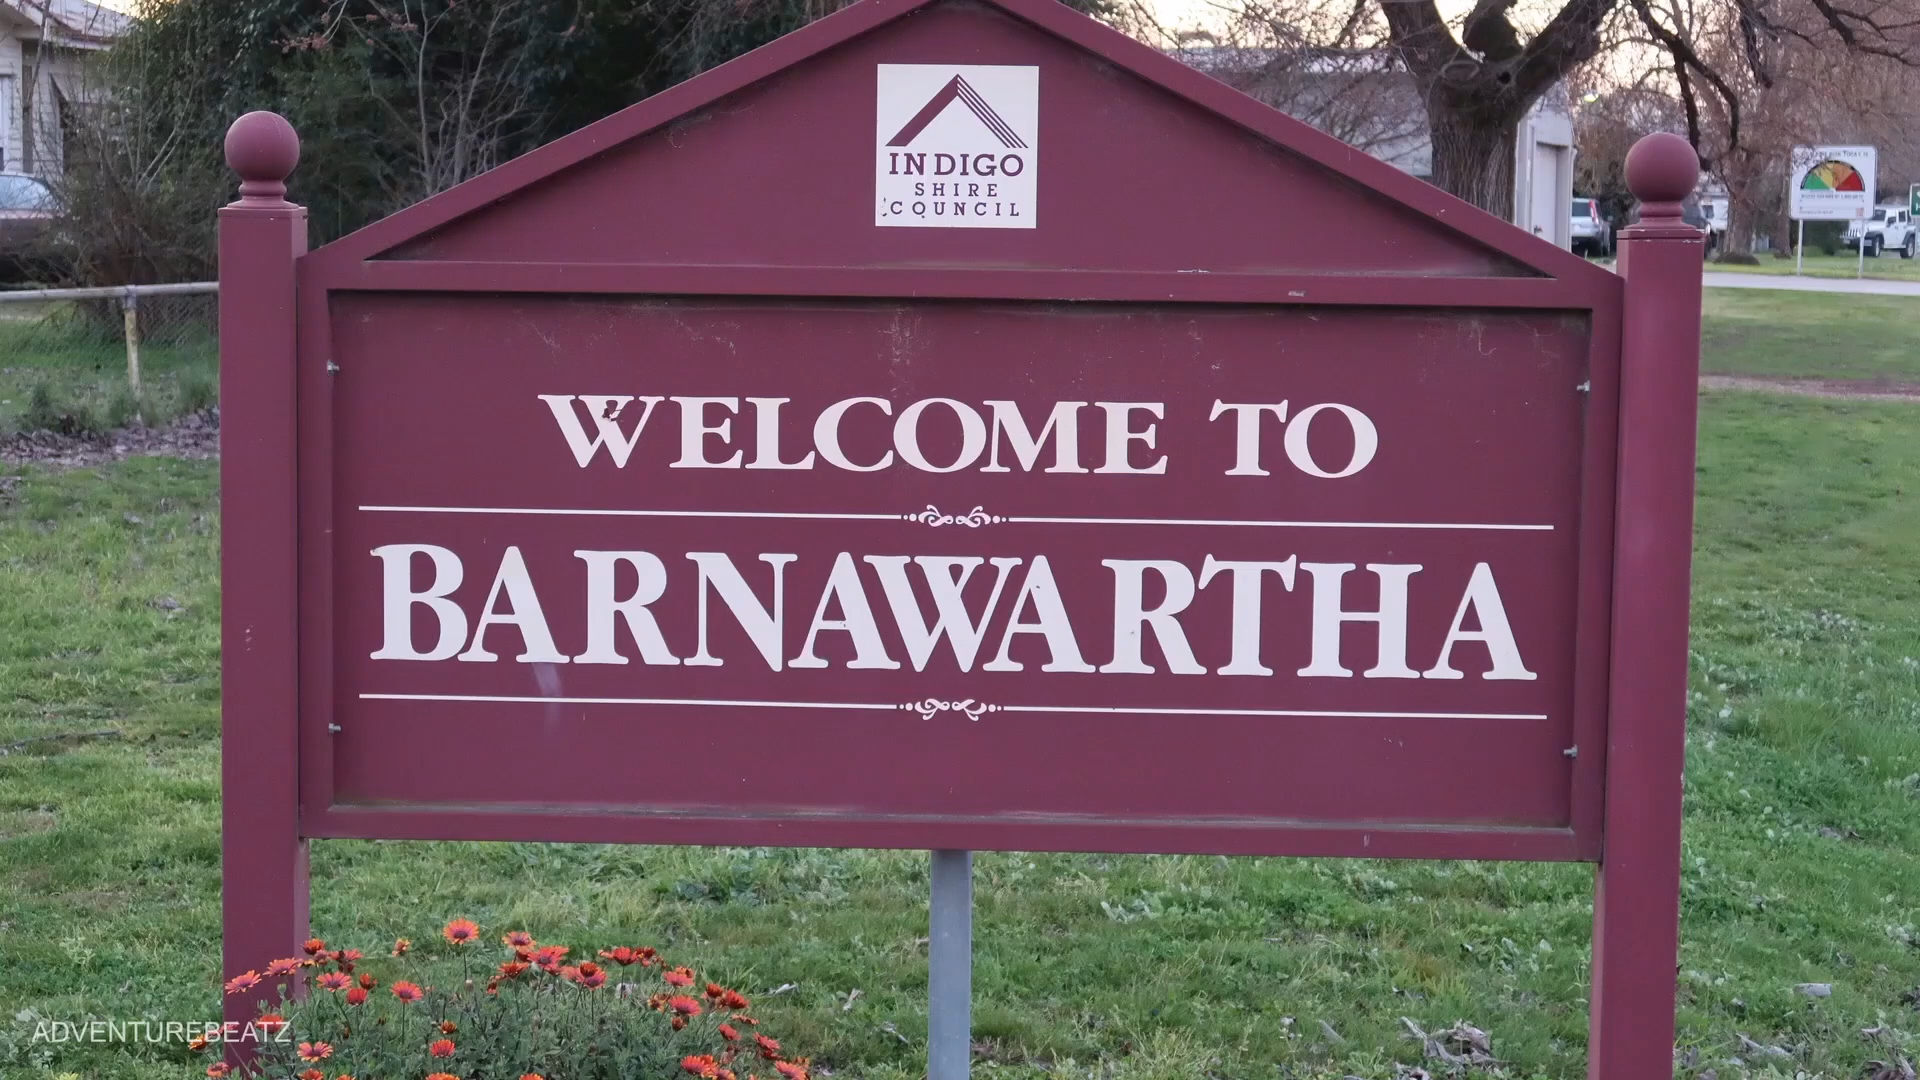 INDIGO
SHIRE
COUNCIL
WELCOME TO
BARNAWARTHA
ADVENTUREBEATZ